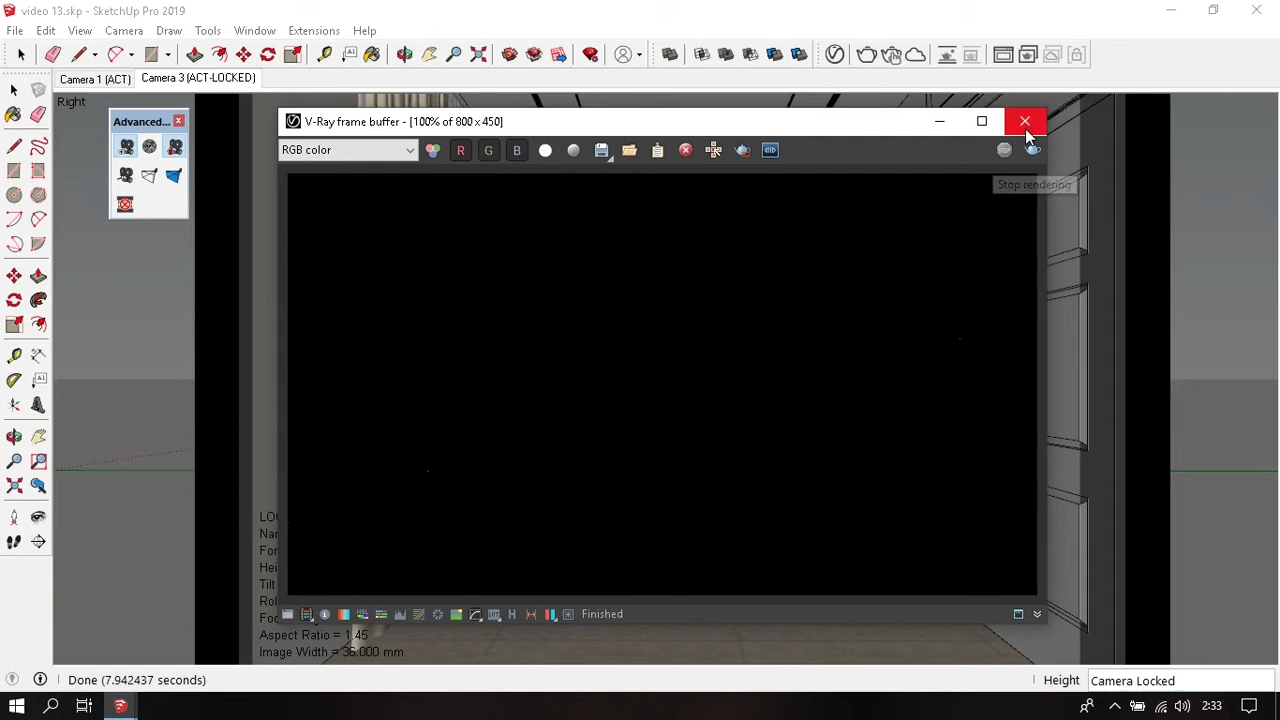 video 13.skp - SketchUp Pro 2019
File Edit View Camera Draw Tools Window Extensions Help
Camera 1 (ACT) Camera 3 (ACT-LOCKED)
Right
Advanced...
V-Ray frame buffer - [100% of 800 x 450]
RGB color
R G B
Stop rendering
Aspect Ratio = 1.45
Image Width = 36.000 mm
H
Finished
Done (7.942437 seconds)
Height
Camera Locked
2:33